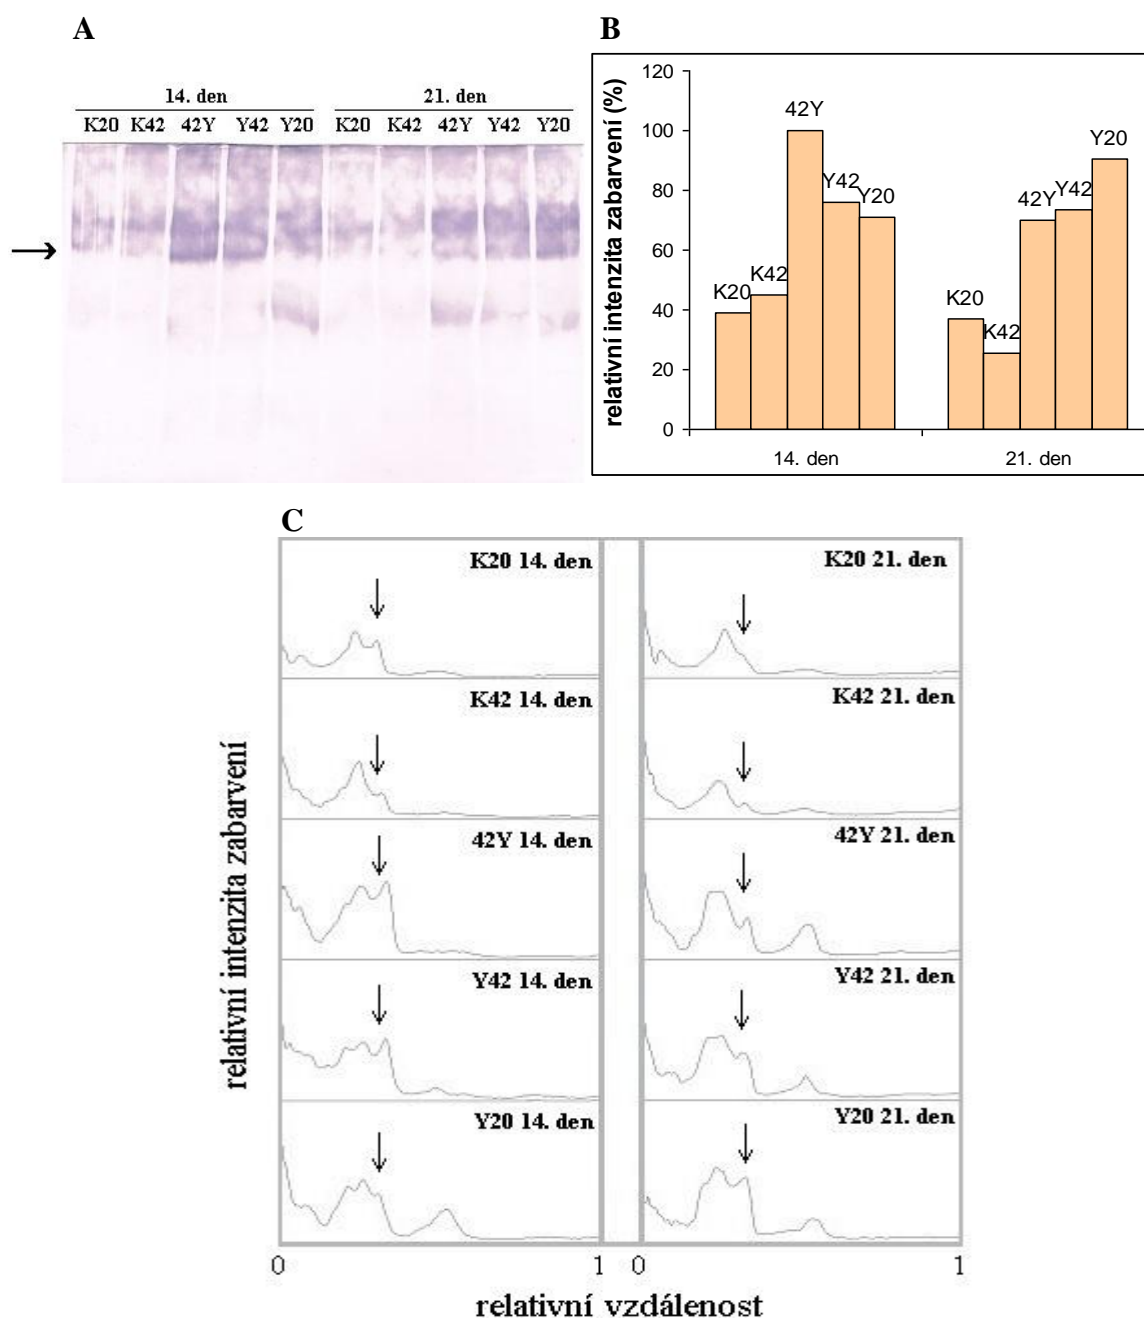 A
14. den 21. den
K20 K42 42Y Y42 Y20 K20 K42 42Y Y42 Y20
B
relativní intenzita zabarvení (%)
120
100
80
60
40
20
0
K20
K42
42Y
Y42
Y20
K20
K42
42Y
Y42
Y20
14. den 21. den
C
relativní intenzita zabarvení
K20 14. den K20 21. den
K42 14. den K42 21. den
42Y 14. den 42Y 21. den
Y42 14. den Y42 21. den
Y20 14. den Y20 21. den
0 1 0 1
relativní vzdálenost